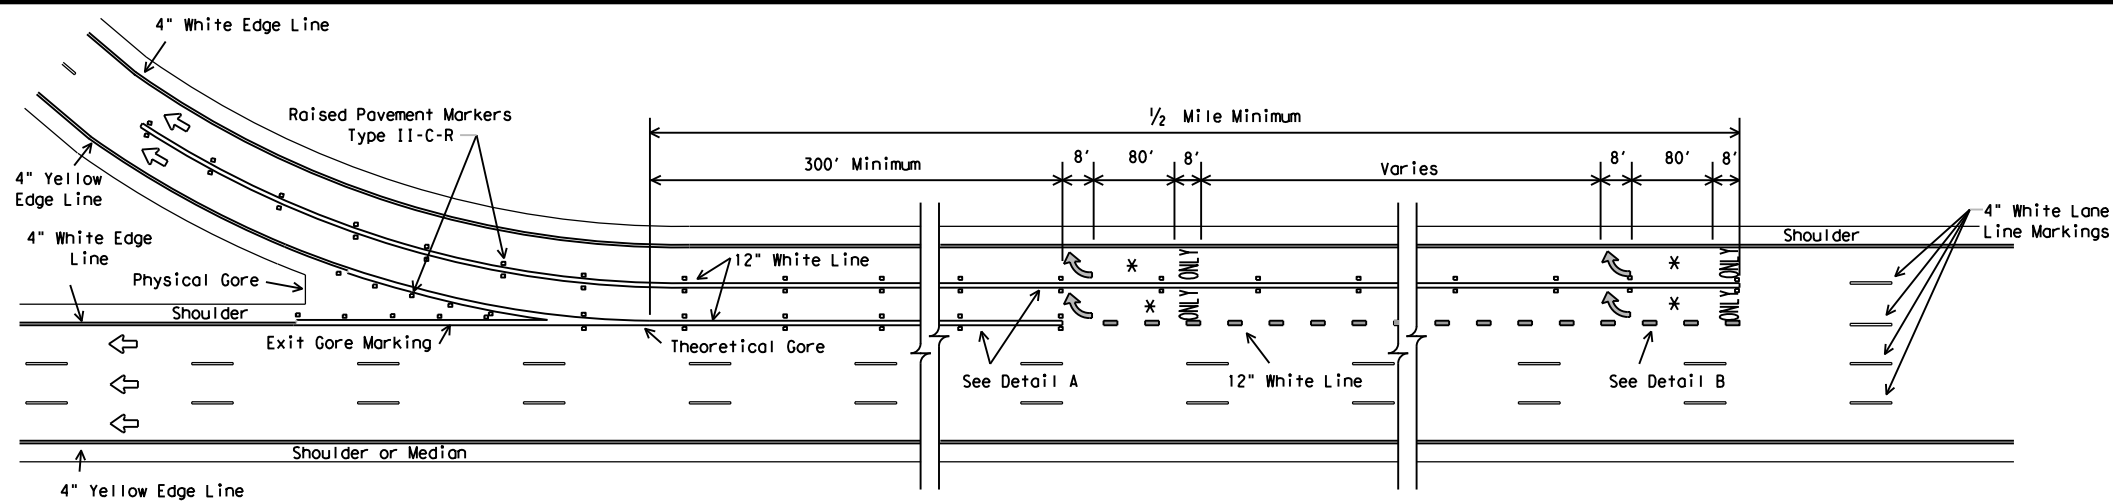 4" White Edge Line
Raised Pavement Markers
Type II-C-R
½ Mile Minimum
300' Minimum
8'
80'
8'
Varies
8'
80'
8'
4" Yellow
Edge Line
4" White Edge
Line
Physical Gore
Shoulder
Exit Gore Marking
12" White Line
Theoretical Gore
*
ONLY
*
ONLY
*
ONLY
*
ONLY
Shoulder
4" White Lane
Line Markings
See Detail A
12" White Line
See Detail B
Shoulder or Median
4" Yellow Edge Line